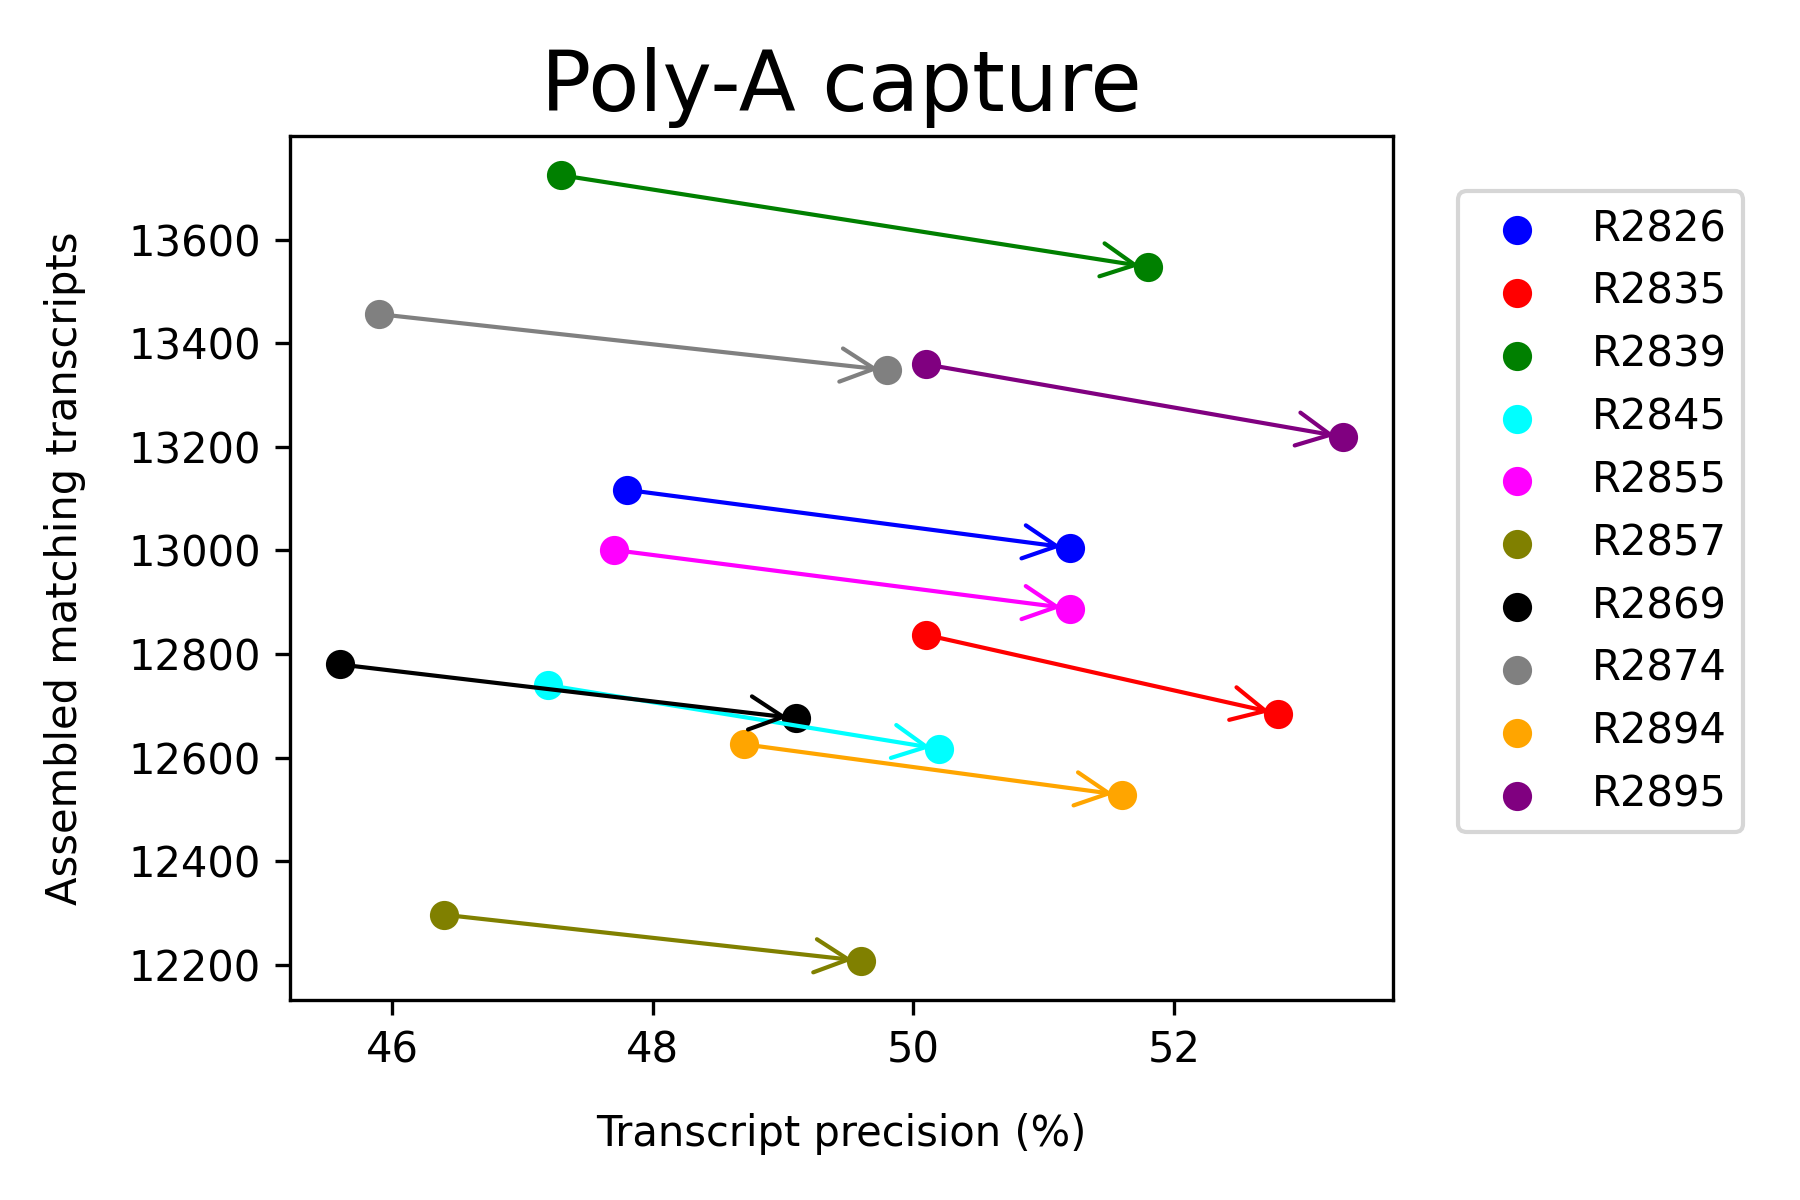 Poly-A capture
Assembled matching transcripts
13600
13400
13200
13000
12800
12600
12400
12200
46 48 50 52
Transcript precision (%)
R2826
R2835
R2839
R2845
R2855
R2857
R2869
R2874
R2894
R2895